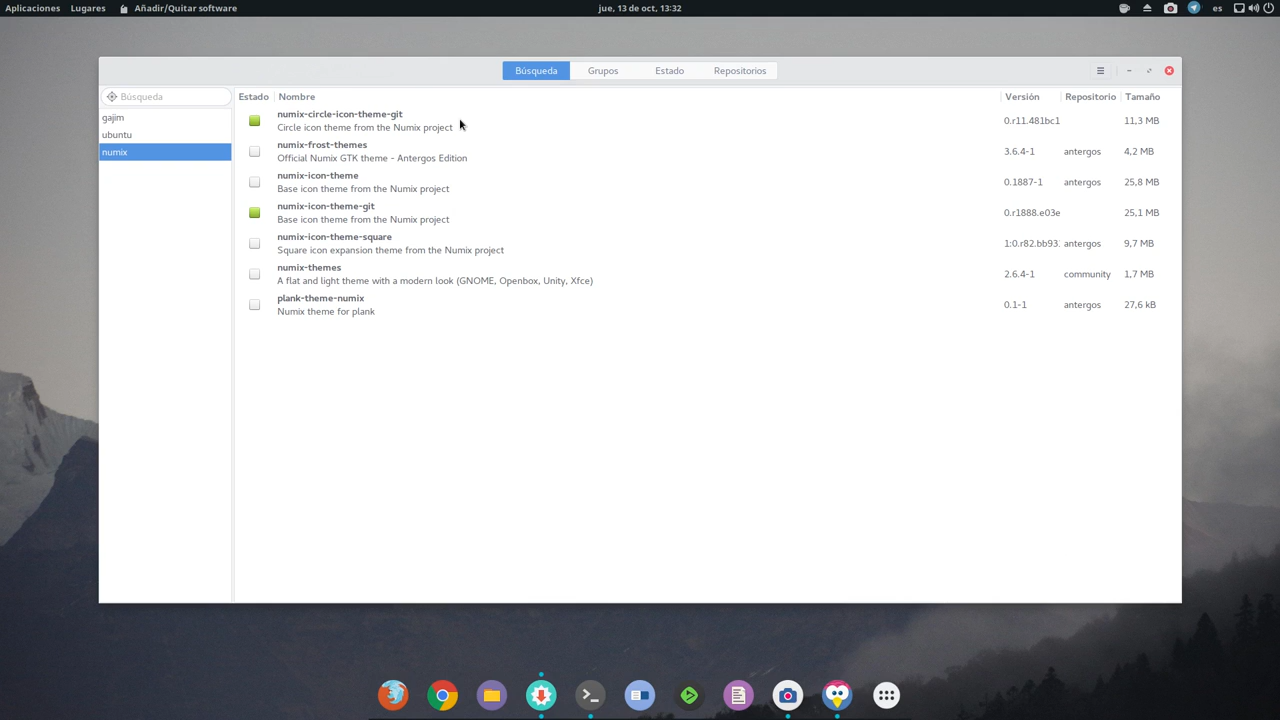 Aplicaciones Lugares Añadir/Quitar software jue, 13 de oct, 13:32 es
Búsqueda Grupos Estado Repositorios
Búsqueda
gajim
ubuntu
numix
Estado Nombre Versión Repositorio Tamaño
numix-circle-icon-theme-git
Circle icon theme from the Numix project 0.r11.481bc1 11,3 MB
numix-frost-themes
Official Numix GTK theme - Antergos Edition 3.6.4-1 antergos 4,2 MB
numix-icon-theme
Base icon theme from the Numix project 0.1887-1 antergos 25,8 MB
numix-icon-theme-git
Base icon theme from the Numix project 0.r1888.e03e 25,1 MB
numix-icon-theme-square
Square icon expansion theme from the Numix project 1:0.r82.bb93. antergos 9,7 MB
numix-themes
A flat and light theme with a modern look (GNOME, Openbox, Unity, Xfce) 2.6.4-1 community 1,7 MB
plank-theme-numix
Numix theme for plank 0.1-1 antergos 27,6 kB